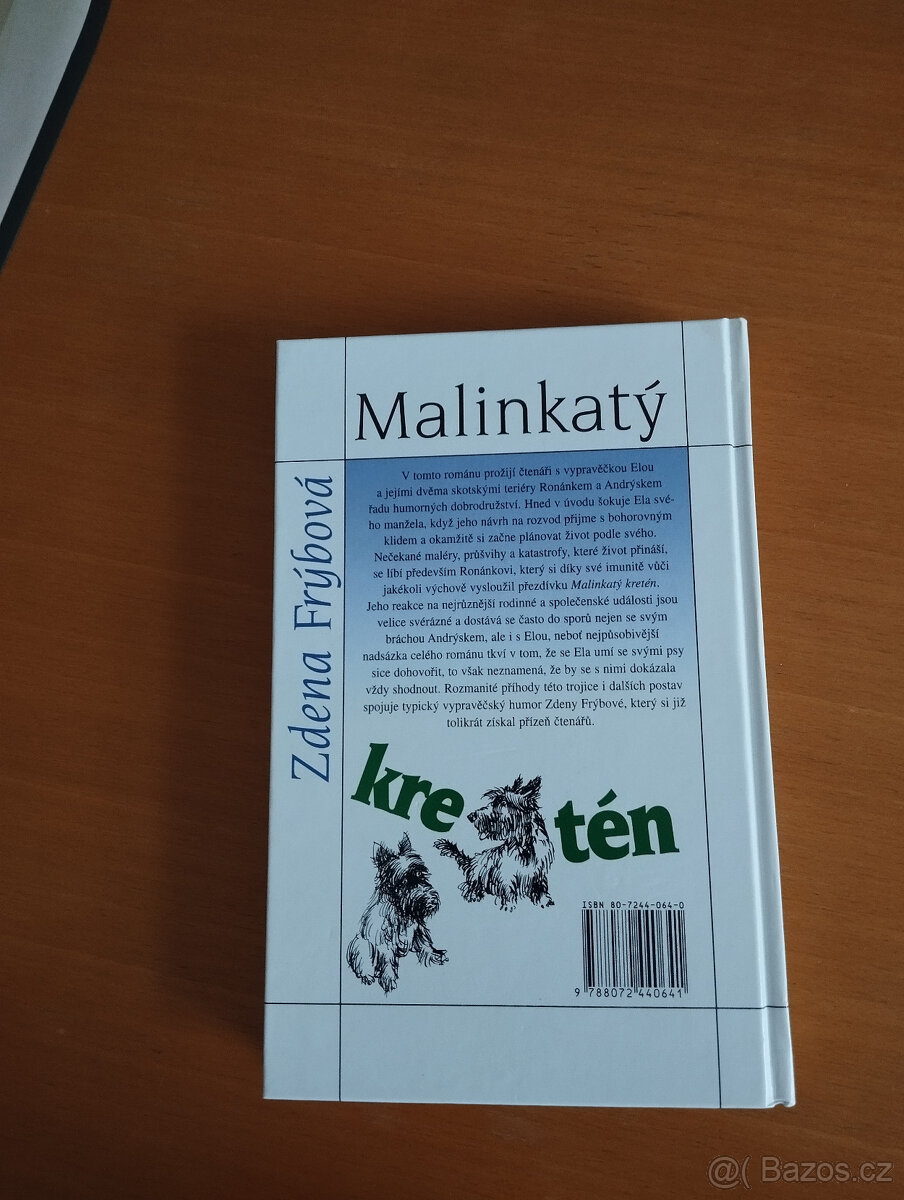 Malinkatý
Zdena Frýbová
V tomto románu prožijí čtenáři s vypravěčkou Elou
a jejími dvěma skotskými teriéry Ronánkem a Andrýskem
řadu humorných dobrodružství. Hned v úvodu šokuje Ela své-
ho manžela, když jeho návrh na rozvod přijme s bohorovným
klidem a okamžitě si začne plánovat život podle svého.
Nečekané maléry, průšvihy a katastrofy, které život přináší,
se líbí především Ronánkovi, který si díky své imunitě vůči
jakékoli výchově vysloužil přezdívku Malinkatý kretén.
Jeho reakce na nejrůznější rodinné a společenské události jsou
velice svérázné a dostává se často do sporů nejen se svým
bráchou Andrýskem, ale i s Elou, neboť nejpůsobivější
nadsázka celého románu tkví v tom, že se Ela umí se svými psy
sice dohovořit, to však neznamená, že by se s nimi dokázala
vždy shodnout. Rozmanité příhody této trojice i dalších postav
spojuje typický vypravěčský humor Zdeny Frýbové, který si již
tolikrát získal přízeň čtenářů.
kretén
ISBN 80-7244-064-0
9 788072 440641
@( Bazos.cz